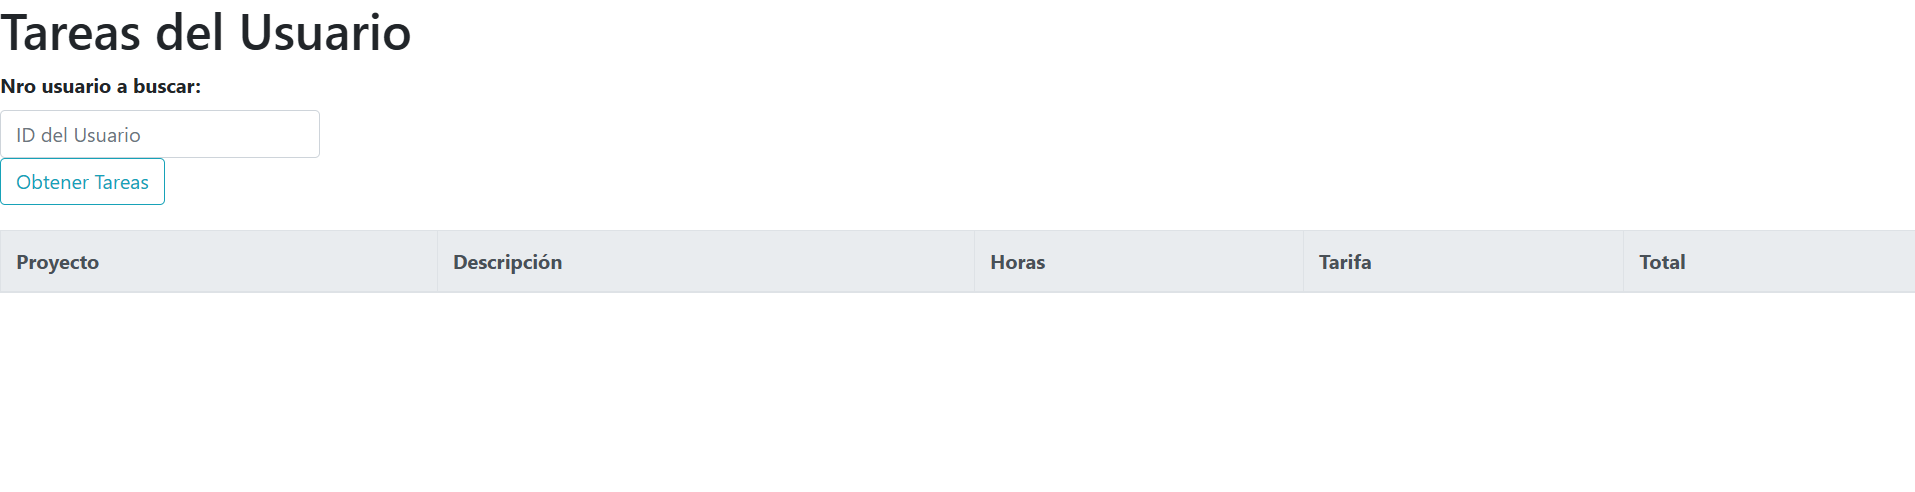 Tareas del Usuario
Nro usuario a buscar:
ID del Usuario
Obtener Tareas
Proyecto Descripción Horas Tarifa Total